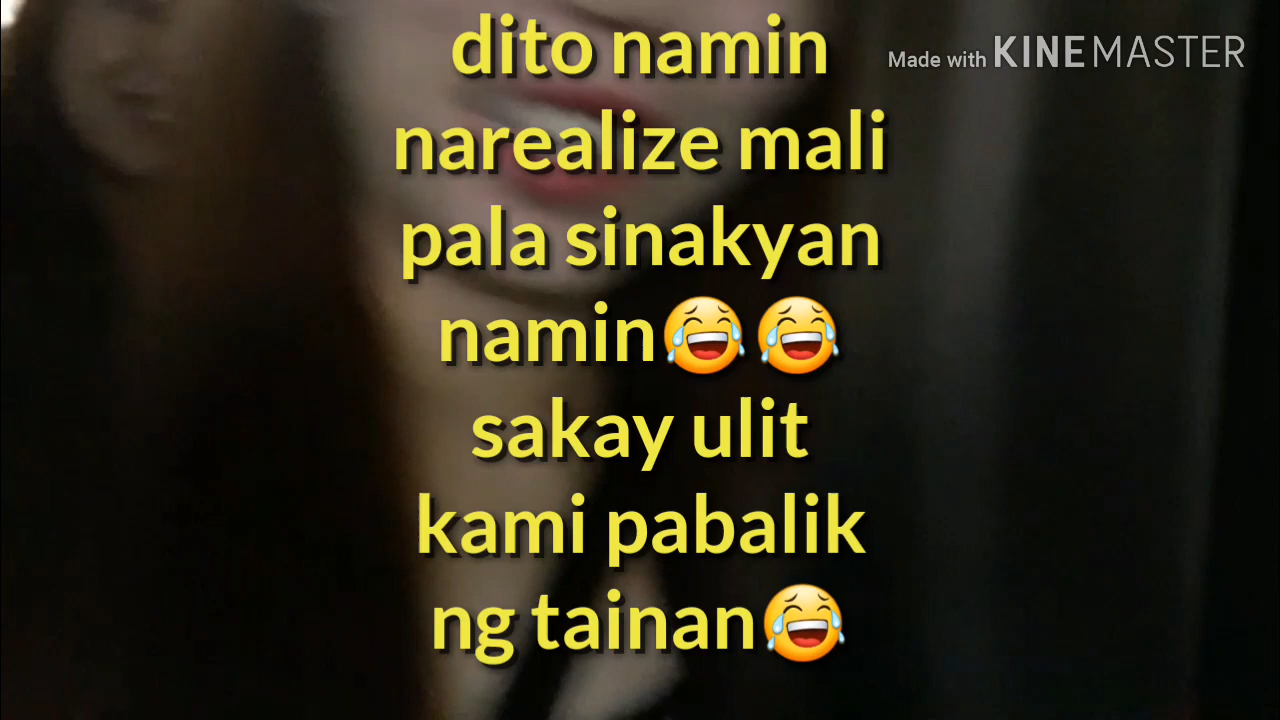 dito namin
Made with KINEMASTER
narealize mali
pala sinakyan
namin😂😂
sakay ulit
kami pabalik
ng tainan😂